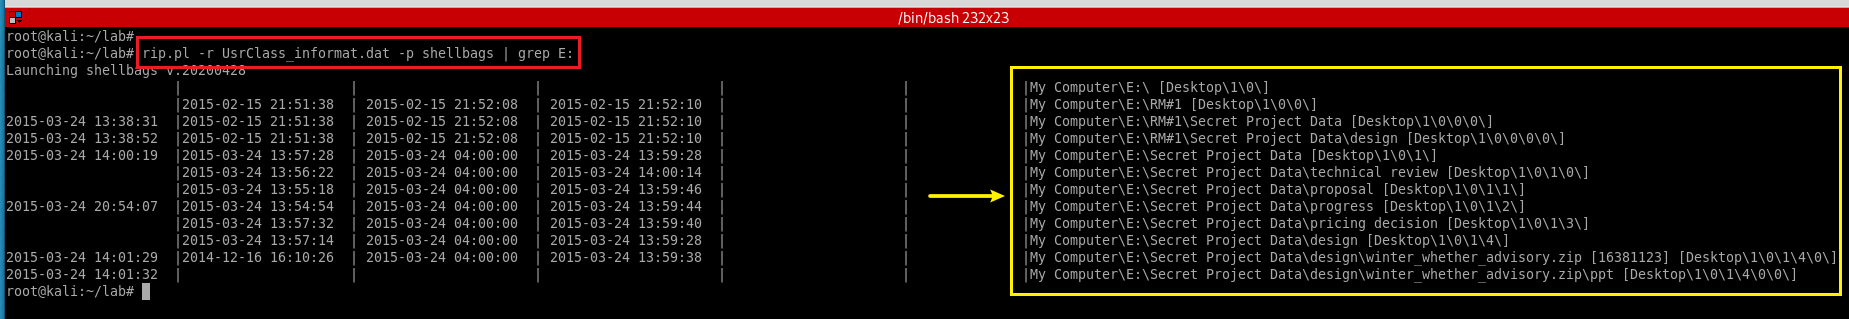 /bin/bash 232x23
root@kali:~/lab#
root@kali:~/lab# rip.pl -r UsrClass_informat.dat -p shellbags | grep E:
Launching shellbags v.20200428
| | | | | |My Computer\E:\ [Desktop\1\0\]
|2015-02-15 21:51:38 | 2015-02-15 21:52:08 | 2015-02-15 21:52:10 | | |My Computer\E:\RM#1 [Desktop\1\0\0\]
2015-03-24 13:38:31 |2015-02-15 21:51:38 | 2015-02-15 21:52:08 | 2015-02-15 21:52:10 | | |My Computer\E:\RM#1\Secret Project Data [Desktop\1\0\0\0\]
2015-03-24 13:38:52 |2015-02-15 21:51:38 | 2015-02-15 21:52:08 | 2015-02-15 21:52:10 | | |My Computer\E:\RM#1\Secret Project Data\design [Desktop\1\0\0\0\0\]
2015-03-24 14:00:19 |2015-03-24 13:57:28 | 2015-03-24 04:00:00 | 2015-03-24 13:59:28 | | |My Computer\E:\Secret Project Data [Desktop\1\0\1\]
|2015-03-24 13:56:22 | 2015-03-24 04:00:00 | 2015-03-24 14:00:14 | | |My Computer\E:\Secret Project Data\technical review [Desktop\1\0\1\0\]
|2015-03-24 13:55:18 | 2015-03-24 04:00:00 | 2015-03-24 13:59:46 | | |My Computer\E:\Secret Project Data\proposal [Desktop\1\0\1\1\]
2015-03-24 20:54:07 |2015-03-24 13:54:54 | 2015-03-24 04:00:00 | 2015-03-24 13:59:44 | | |My Computer\E:\Secret Project Data\progress [Desktop\1\0\1\2\]
|2015-03-24 13:57:32 | 2015-03-24 04:00:00 | 2015-03-24 13:59:40 | | |My Computer\E:\Secret Project Data\pricing decision [Desktop\1\0\1\3\]
|2015-03-24 13:57:14 | 2015-03-24 04:00:00 | 2015-03-24 13:59:28 | | |My Computer\E:\Secret Project Data\design [Desktop\1\0\1\4\]
2015-03-24 14:01:29 |2014-12-16 16:10:26 | 2015-03-24 04:00:00 | 2015-03-24 13:59:38 | | |My Computer\E:\Secret Project Data\design\winter_whether_advisory.zip [16381123] [Desktop\1\0\1\4\0\]
2015-03-24 14:01:32 | | | | | |My Computer\E:\Secret Project Data\design\winter_whether_advisory.zip\ppt [Desktop\1\0\1\4\0\0\]
root@kali:~/lab#